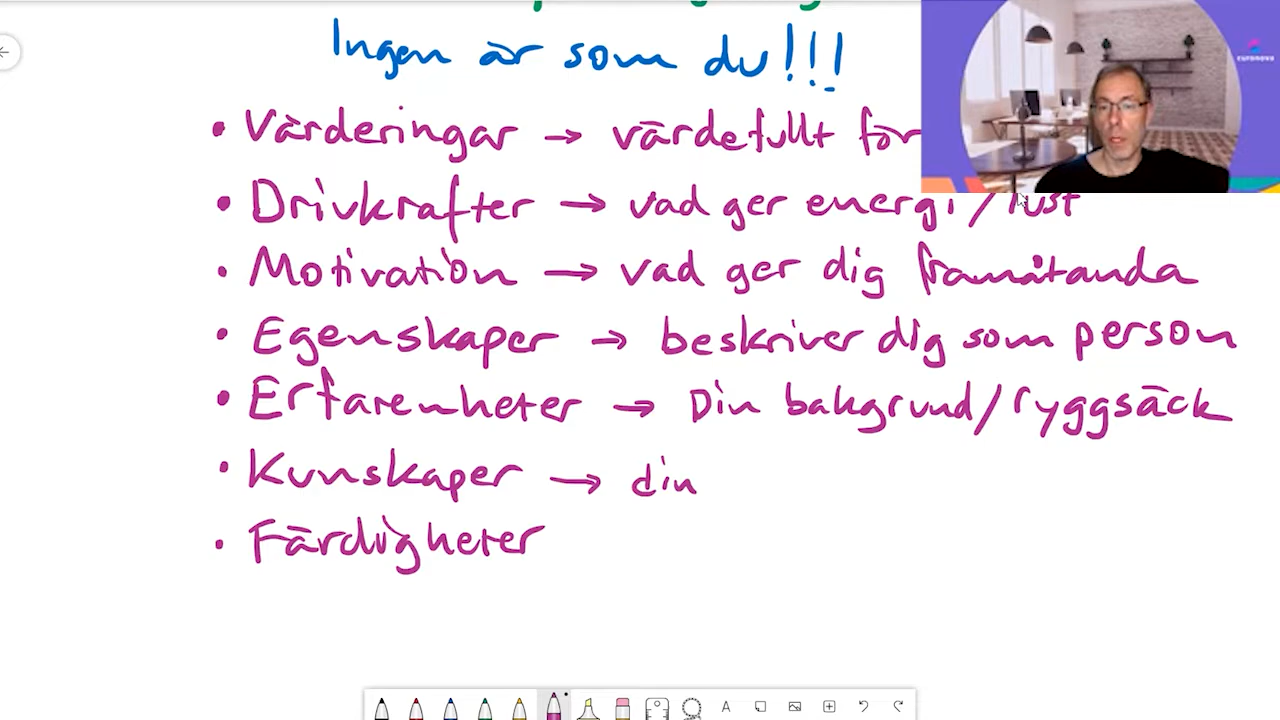 Ingen är som du!!!
• Värderingar → värdefullt för
• Drivkrafter → vad ger energi/lust
• Motivation → vad ger dig framåtanda
• Egenskaper → beskriver dig som person
• Erfarenheter → Din bakgrund/ryggsäck
• Kunskaper → din
• Färdigheter
euronova
A